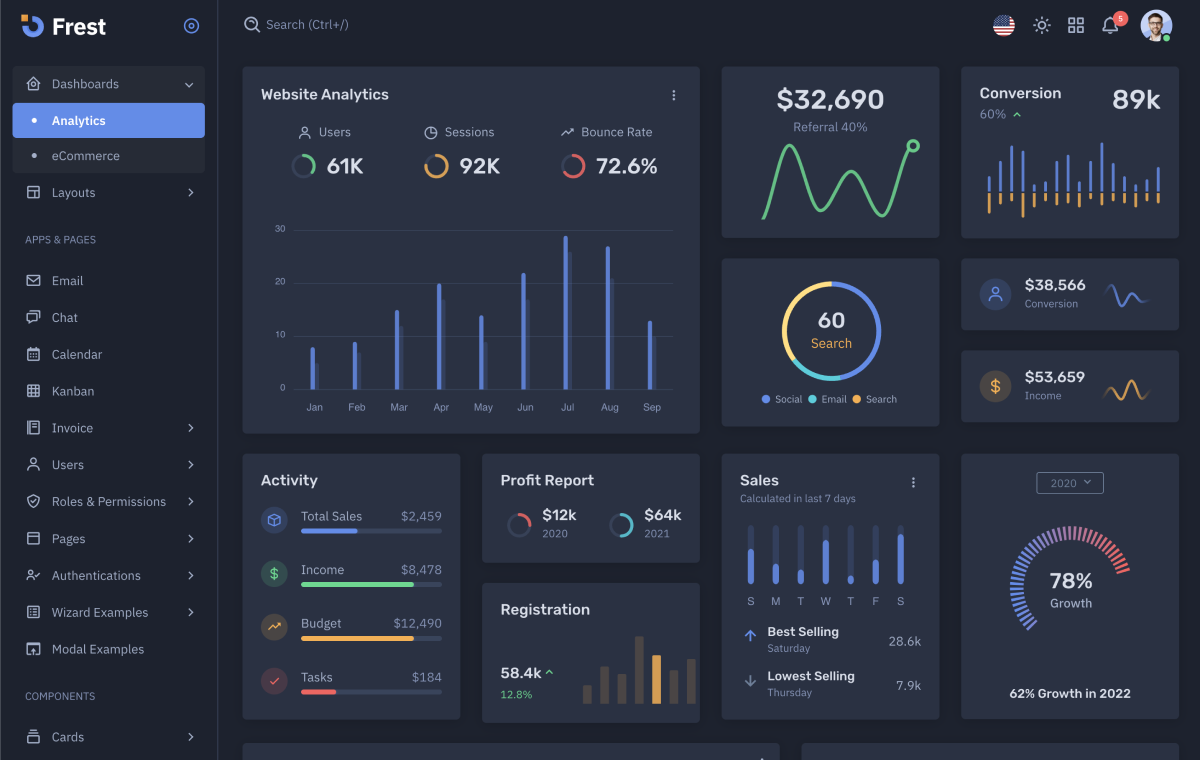 Frest
Search (Ctrl+/)
5
Dashboards
Analytics
eCommerce
Layouts
APPS & PAGES
Email
Chat
Calendar
Kanban
Invoice
Users
Roles & Permissions
Pages
Authentications
Wizard Examples
Modal Examples
COMPONENTS
Cards
Website Analytics
Users
61K
Sessions
92K
Bounce Rate
72.6%
30
20
10
0
Jan Feb Mar Apr May Jun Jul Aug Sep
$32,690
Referral 40%
Conversion
60%
89k
60
Search
Social Email Search
$38,566
Conversion
$53,659
Income
Activity
Total Sales $2,459
Income $8,478
Budget $12,490
Tasks $184
Profit Report
$12k
2020
$64k
2021
Registration
58.4k
12.8%
Sales
Calculated in last 7 days
S M T W T F S
Best Selling
Saturday
28.6k
Lowest Selling
Thursday
7.9k
2020
78%
Growth
62% Growth in 2022